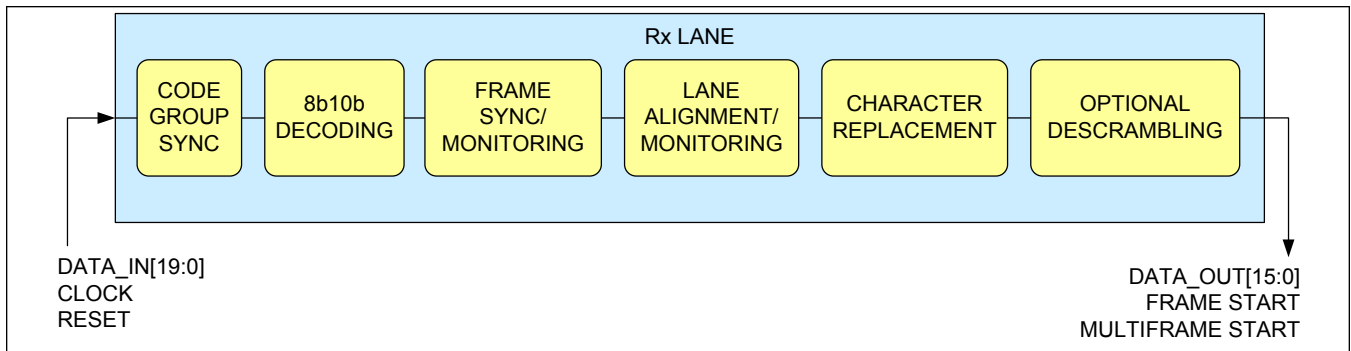 Rx LANE
CODE
GROUP
SYNC
8b10b
DECODING
FRAME
SYNC/
MONITORING
LANE
ALIGNMENT/
MONITORING
CHARACTER
REPLACEMENT
OPTIONAL
DESCRAMBLING
DATA_IN[19:0]
CLOCK
RESET
DATA_OUT[15:0]
FRAME START
MULTIFRAME START